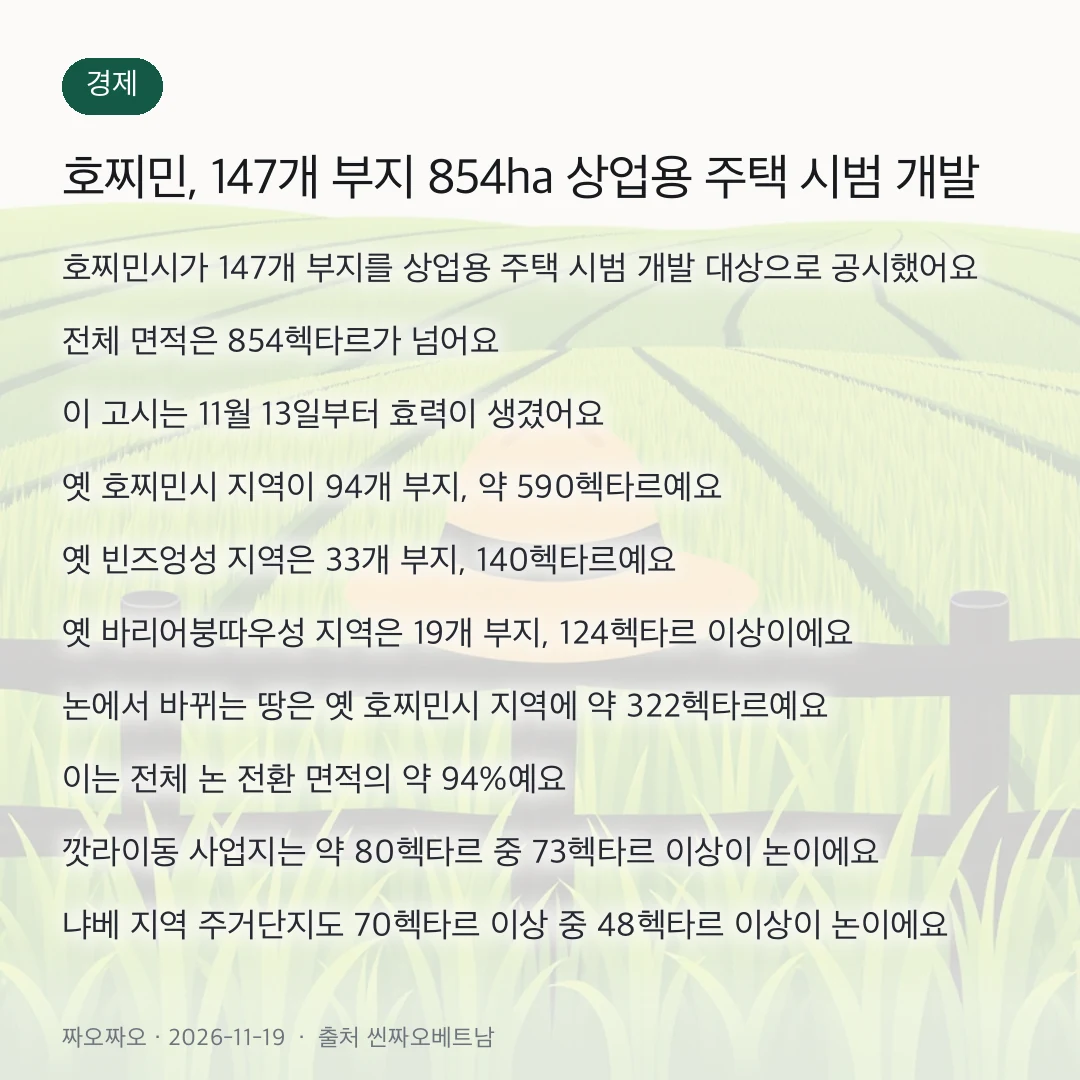 경제
호찌민, 147개 부지 854ha 상업용 주택 시범 개발
호찌민시가 147개 부지를 상업용 주택 시범 개발 대상으로 공시했어요
전체 면적은 854헥타르가 넘어요
이 고시는 11월 13일부터 효력이 생겼어요
옛 호찌민시 지역이 94개 부지, 약 590헥타르예요
옛 빈즈엉성 지역은 33개 부지, 140헥타르예요
옛 바리어붕따우성 지역은 19개 부지, 124헥타르 이상이에요
논에서 바뀌는 땅은 옛 호찌민시 지역에 약 322헥타르예요
이는 전체 논 전환 면적의 약 94%예요
깟라이동 사업지는 약 80헥타르 중 73헥타르 이상이 논이에요
냐베 지역 주거단지도 70헥타르 이상 중 48헥타르 이상이 논이에요
짜오짜오 · 2026-11-19 · 출처 씬짜오베트남